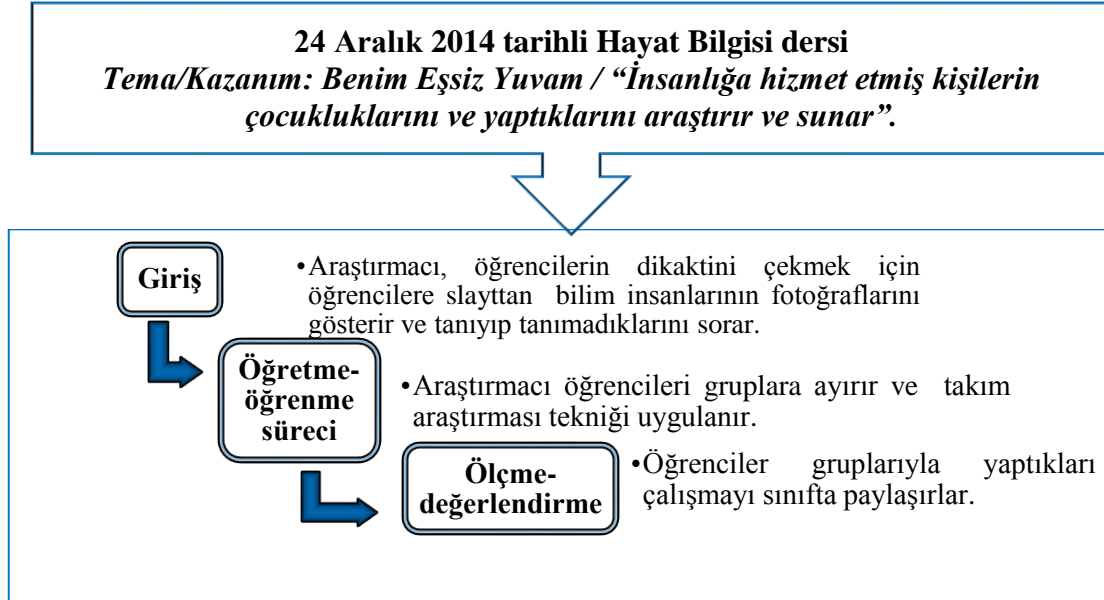 24 Aralık 2014 tarihli Hayat Bilgisi dersi
Tema/Kazanım: Benim Eşsiz Yuvam / “İnsanlığa hizmet etmiş kişilerin
çocukluklarını ve yaptıklarını araştırır ve sunar”.
Giriş
•Araştırmacı, öğrencilerin dikaktini çekmek için
öğrencilere slayttan bilim insanlarının fotoğraflarını
gösterir ve tanıyıp tanımadıklarını sorar.
Öğretme-
öğrenme
süreci
•Araştırmacı öğrencileri gruplara ayırır ve takım
araştırması tekniği uygulanır.
Ölçme-
değerlendirme
•Öğrenciler gruplarıyla yaptıkları
çalışmayı sınıfta paylaşırlar.